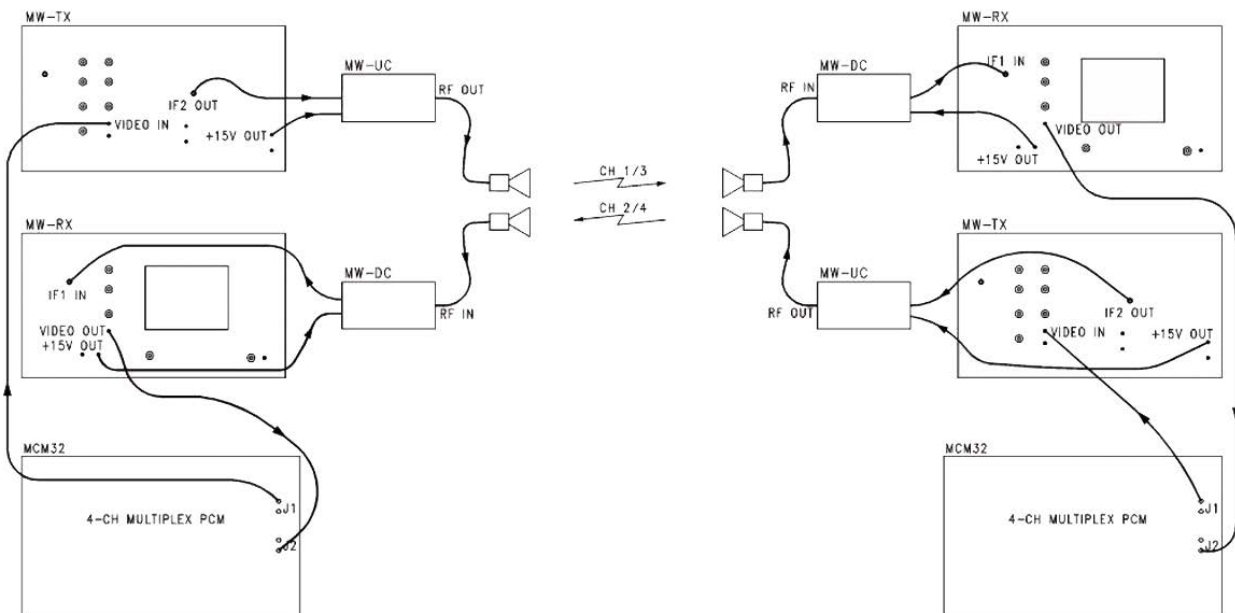 MW-TX
MW-UC
IF2 OUT
VIDEO IN
+15V OUT
RF OUT
MW-RX
MW-DC
IF1 IN
RF IN
VIDEO OUT
+15V OUT
CH 1/3
CH 2/4
MW-RX
MW-DC
IF1 IN
RF IN
VIDEO OUT
+15V OUT
MW-TX
MW-UC
RF OUT
IF2 OUT
VIDEO IN
+15V OUT
MCM32
J1
4-CH MULTIPLEX PCM
J2
MCM32
J1
4-CH MULTIPLEX PCM
J2